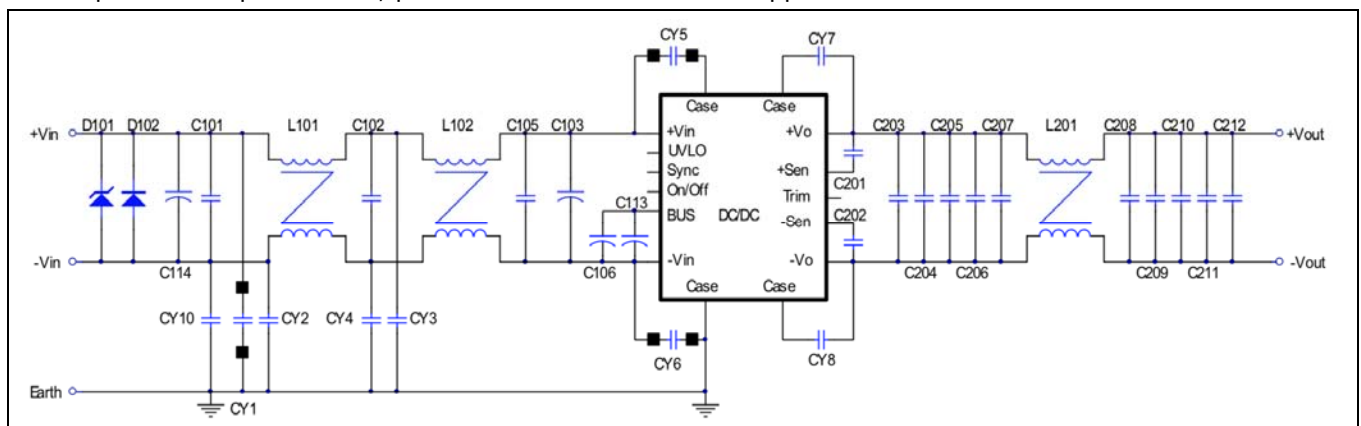 CY5 CY7
Case Case
D101 D102 C101 L101 C102 L102 C105 C103
+Vin +Vin +Vo C203 C205 C207 L201 C208 C210 C212 +Vout
UVLO +Sen
Sync C201
On/Off Trim
C113 BUS DC/DC -Sen C202
-Vin C114 C106 -Vin -Vo C204 C206 C209 C211 -Vout
Case Case
CY10 CY2 CY4 CY3
CY6 CY8
Earth CY1